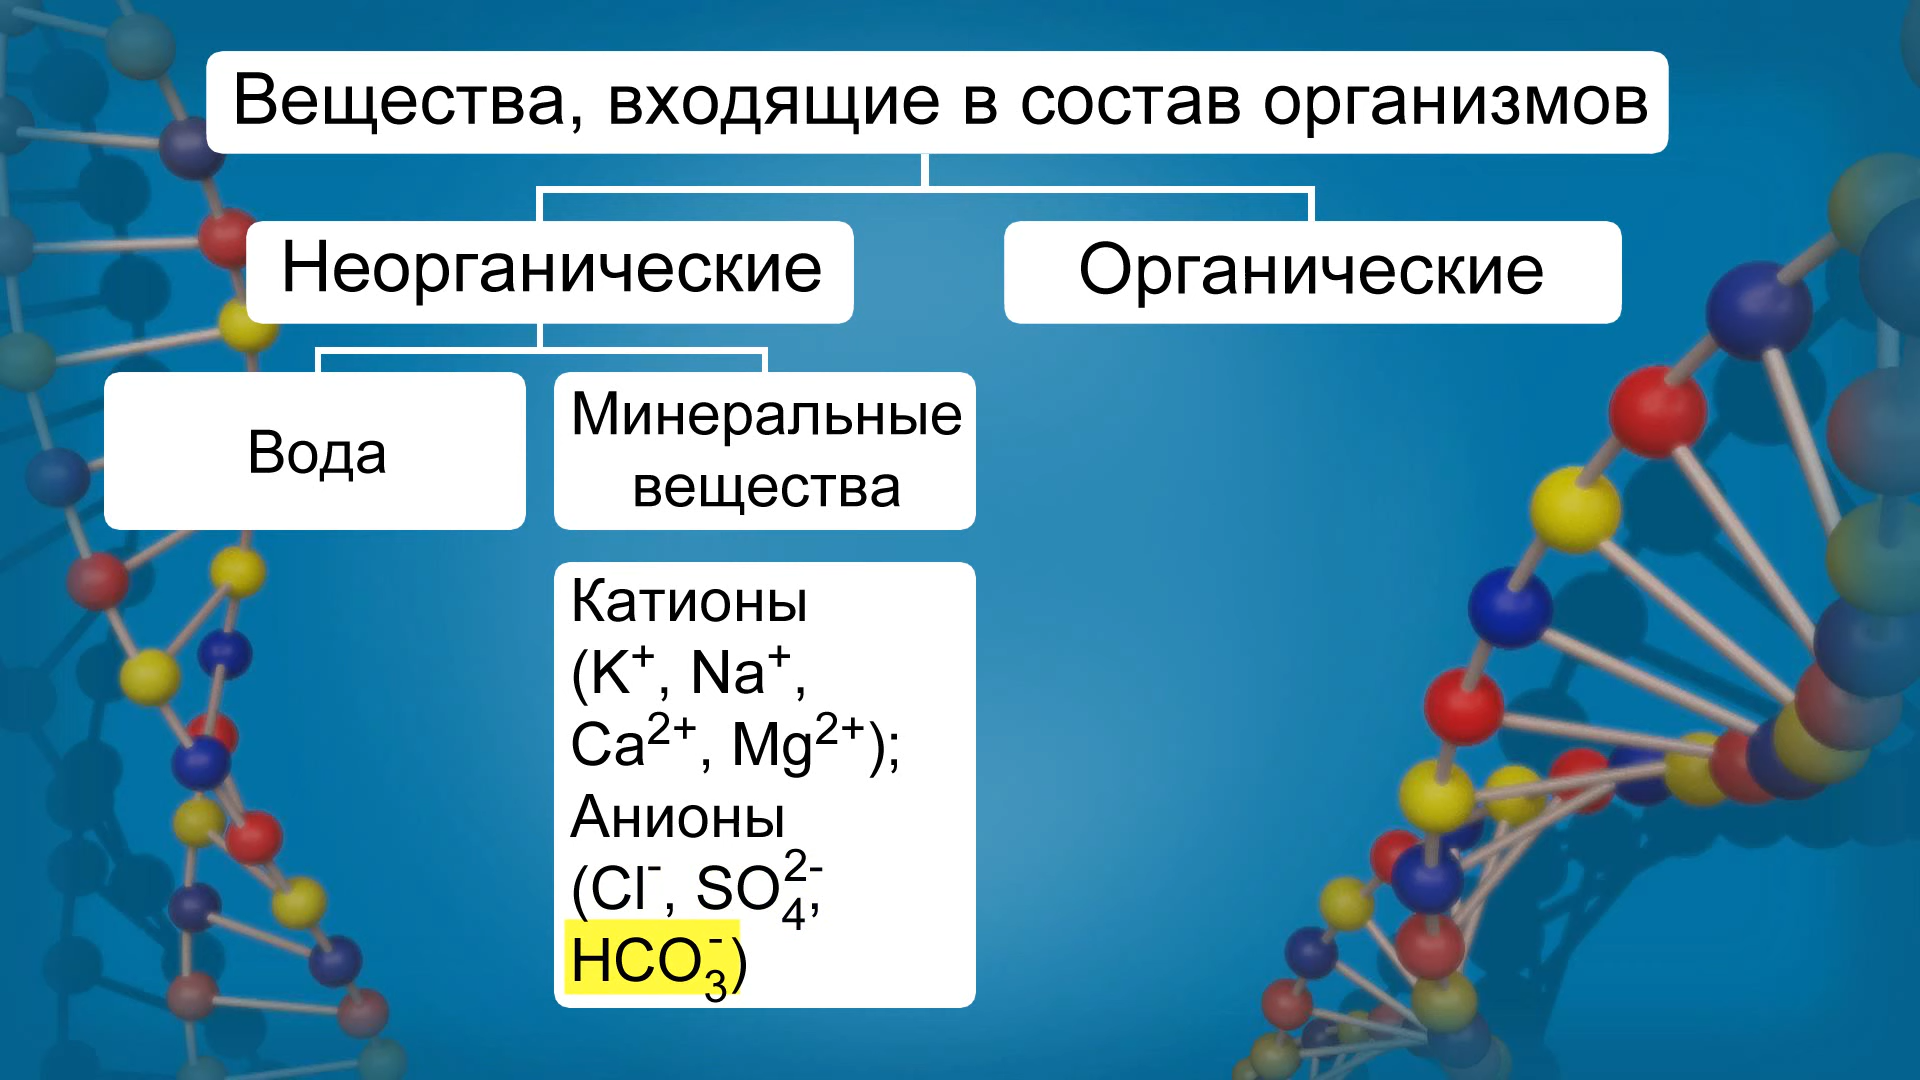 Вещества, входящие в состав организмов
Неорганические
Органические
Вода
Минеральные
вещества
Катионы
(K⁺, Na⁺,
Ca²⁺, Mg²⁺);
Анионы
(Cl⁻, SO₄²⁻,
HCO₃⁻)